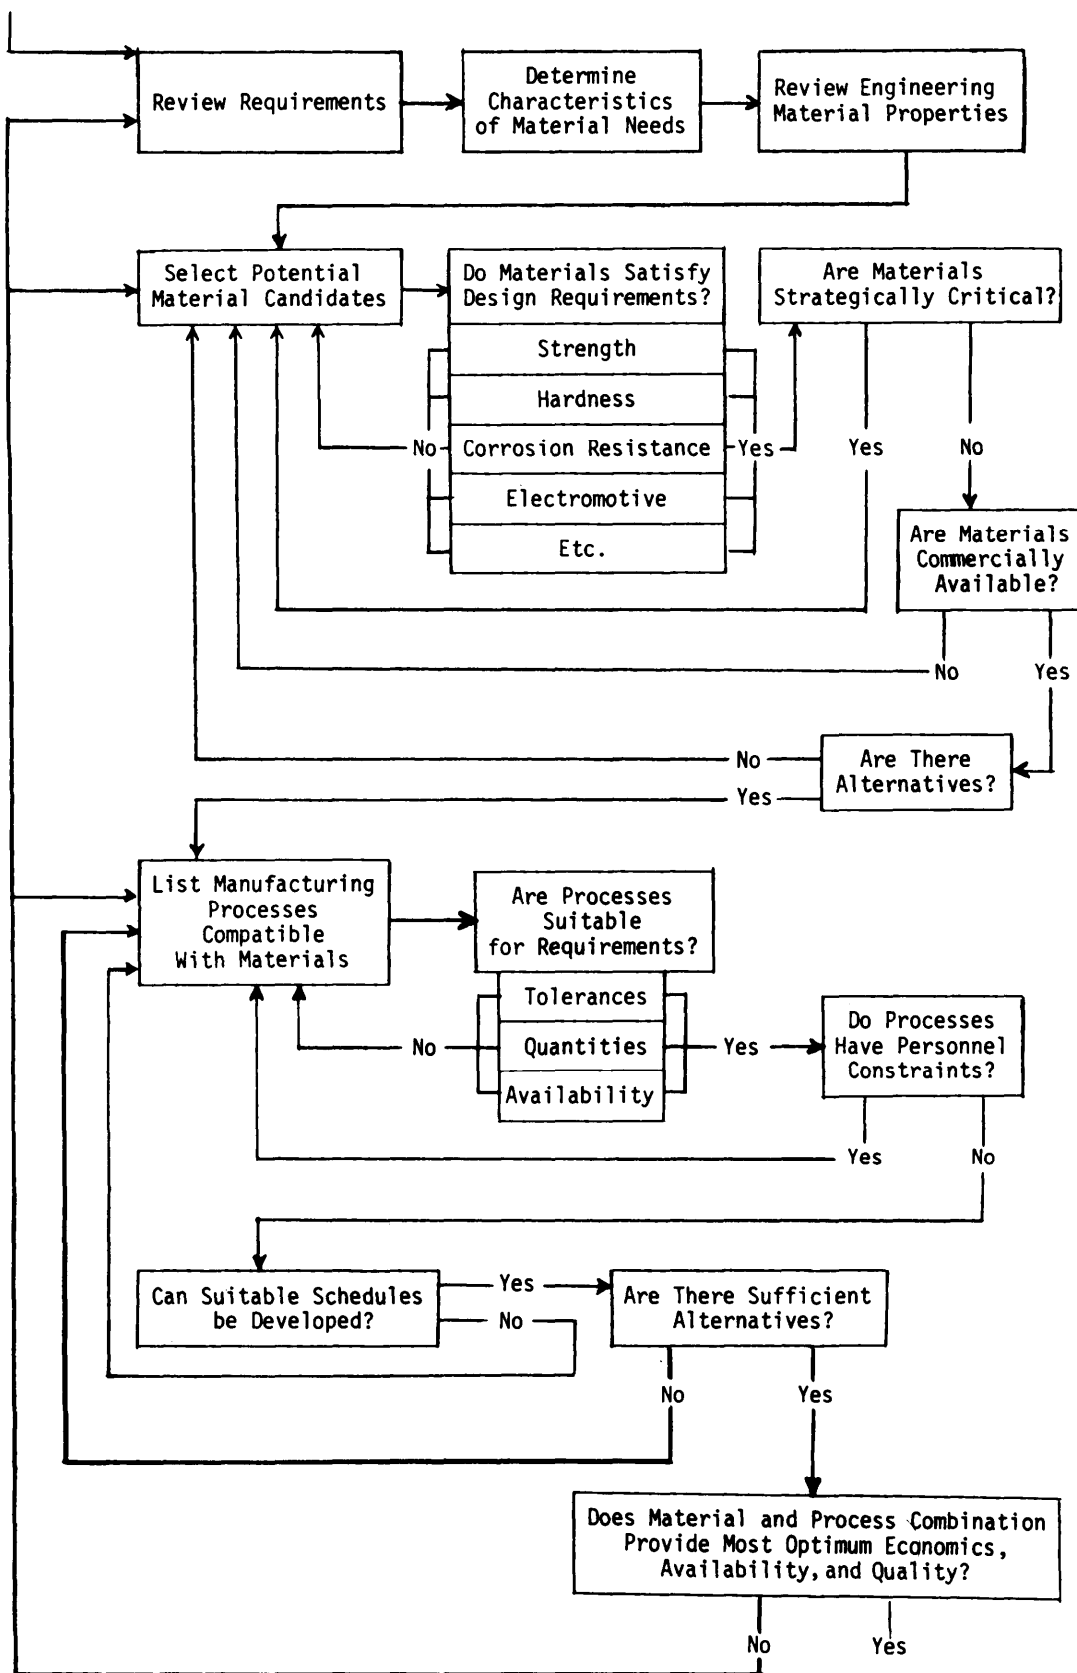 Review Requirements
Determine
Characteristics
of Material Needs
Review Engineering
Material Properties
Select Potential
Material Candidates
Do Materials Satisfy
Design Requirements?
Strength
Hardness
Corrosion Resistance
Electromotive
Etc.
No
Yes
Are Materials
Strategically Critical?
Yes
No
Are Materials
Commercially
Available?
No
Yes
Are There
Alternatives?
No
Yes
List Manufacturing
Processes
Compatible
With Materials
Are Processes
Suitable
for Requirements?
Tolerances
Quantities
Availability
No
Yes
Do Processes
Have Personnel
Constraints?
Yes
No
Can Suitable Schedules
be Developed?
Yes
No
Are There Sufficient
Alternatives?
No
Yes
Does Material and Process Combination
Provide Most Optimum Economics,
Availability, and Quality?
No
Yes